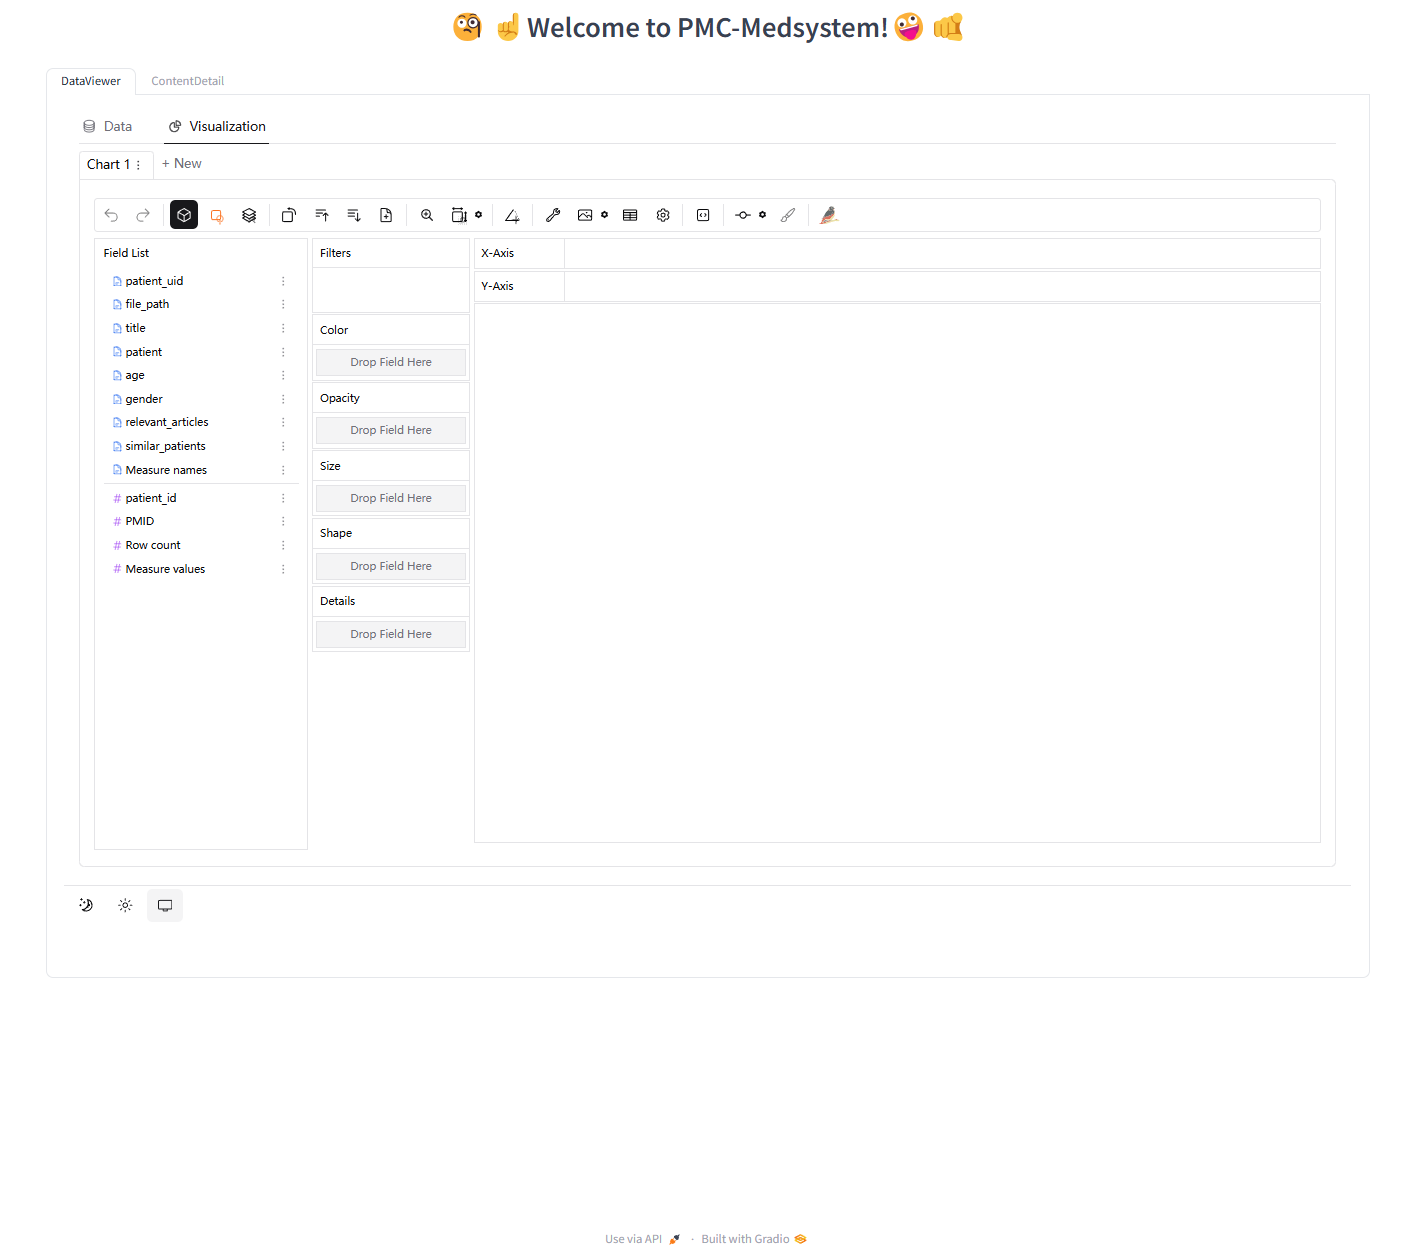 🧐 ☝️Welcome to PMC-Medsystem!🤪 🫵
DataViewer
ContentDetail
Data
Visualization
Chart 1
+ New
Field List
patient_uid
file_path
title
patient
age
gender
relevant_articles
similar_patients
Measure names
# patient_id
# PMID
# Row count
# Measure values
Filters
Color
Drop Field Here
Opacity
Drop Field Here
Size
Drop Field Here
Shape
Drop Field Here
Details
Drop Field Here
X-Axis
Y-Axis
Use via API · Built with Gradio